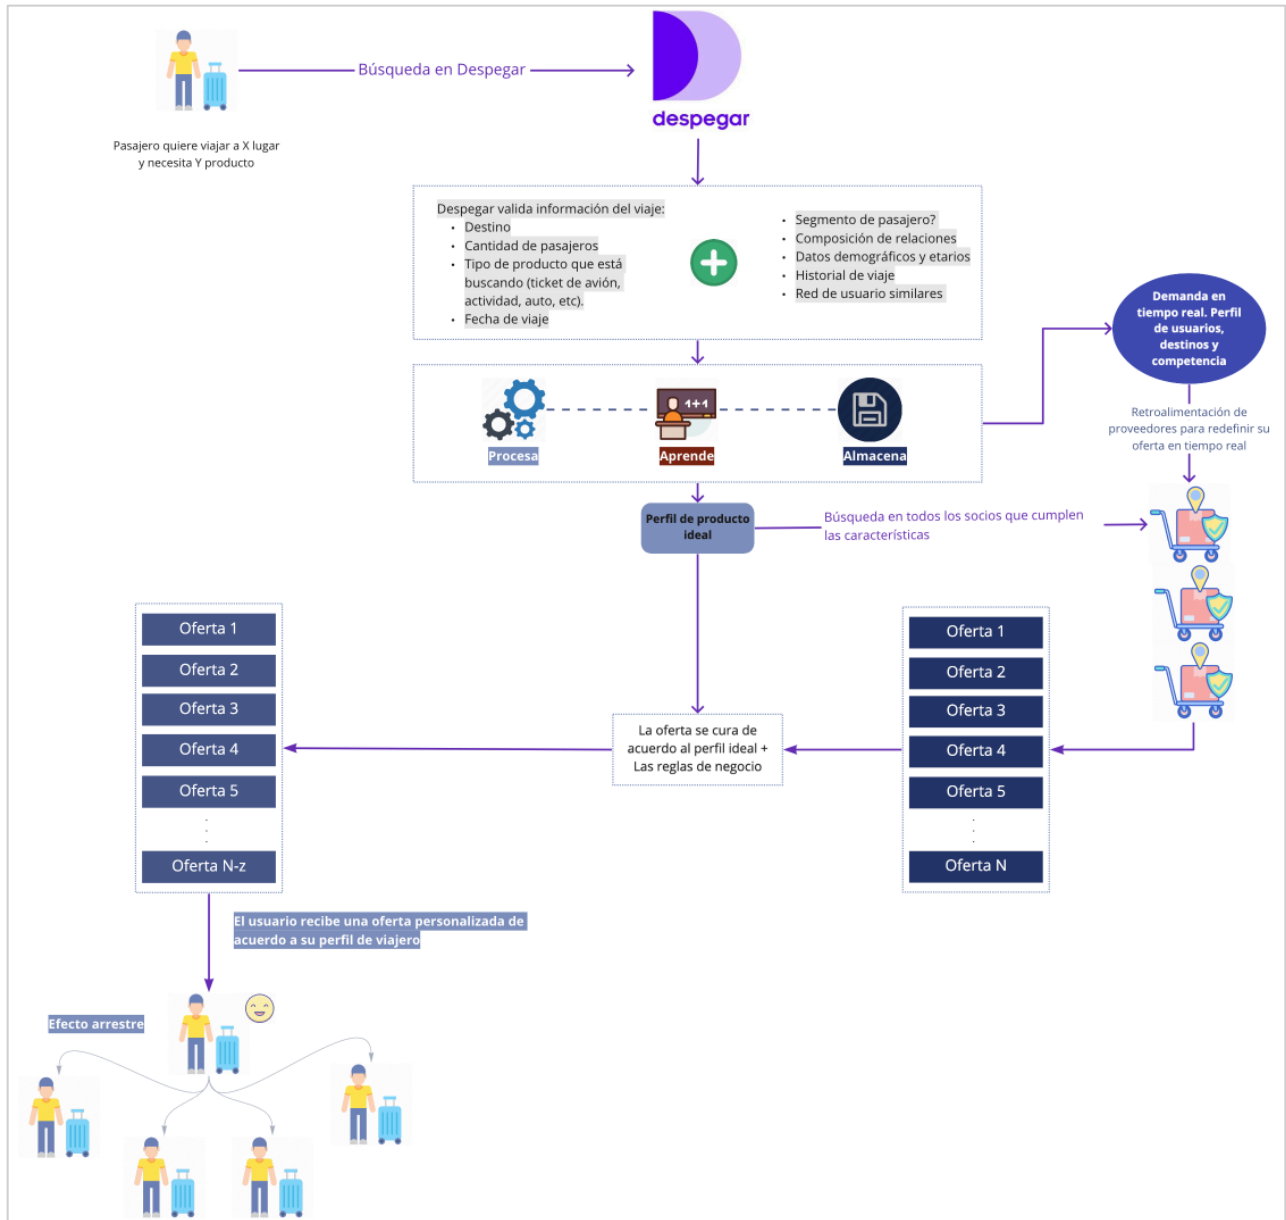 Búsqueda en Despegar
despegar
Pasajero quiere viajar a X lugar
y necesita Y producto
Despegar valida información del viaje:
• Destino
• Cantidad de pasajeros
• Tipo de producto que está
buscando (ticket de avión,
actividad, auto, etc).
• Fecha de viaje
• Segmento de pasajero?
• Composición de relaciones
• Datos demográficos y etarios
• Historial de viaje
• Red de usuario similares
Demanda en
tiempo real. Perfil
de usuarios,
destinos y
competencia
1+1
Procesa
Aprende
Almacena
Retroalimentación de
proveedores para redefinir su
oferta en tiempo real
Perfil de producto
ideal
Búsqueda en todos los socios que cumplen
las característicias
Oferta 1
Oferta 2
Oferta 3
Oferta 4
Oferta 5
.
.
.
Oferta N-z
La oferta se cura de
acuerdo al perfil ideal +
Las reglas de negocio
Oferta 1
Oferta 2
Oferta 3
Oferta 4
Oferta 5
.
.
.
Oferta N
El usuario recibe una oferta personalizada de
acuerdo a su perfil de viajero
Efecto arrestre